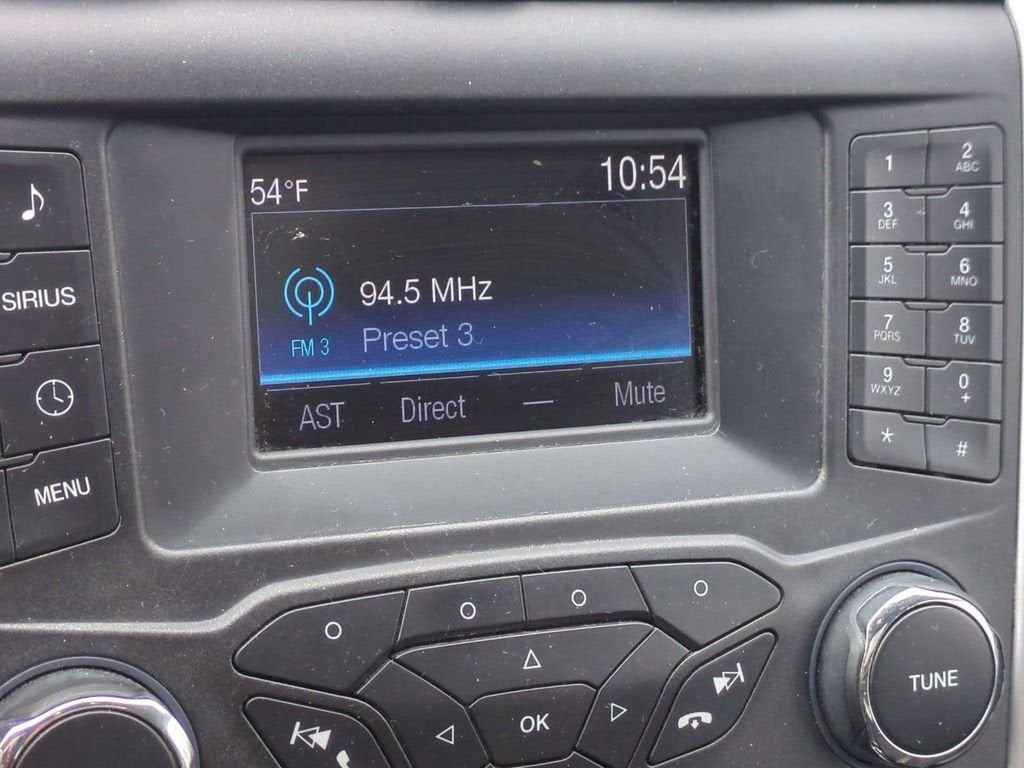 54°F
10:54
94.5 MHz
FM 3
Preset 3
AST
Direct
—
Mute
SIRIUS
MENU
1
2
ABC
3
DEF
4
GHI
5
JKL
6
MNO
7
PQRS
8
TUV
9
WXYZ
0
+
*
#
OK
TUNE